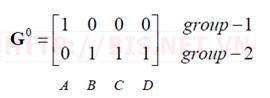 G⁰ = [1 0 0 0] group-1
[0 1 1 1] group-2
A B C D